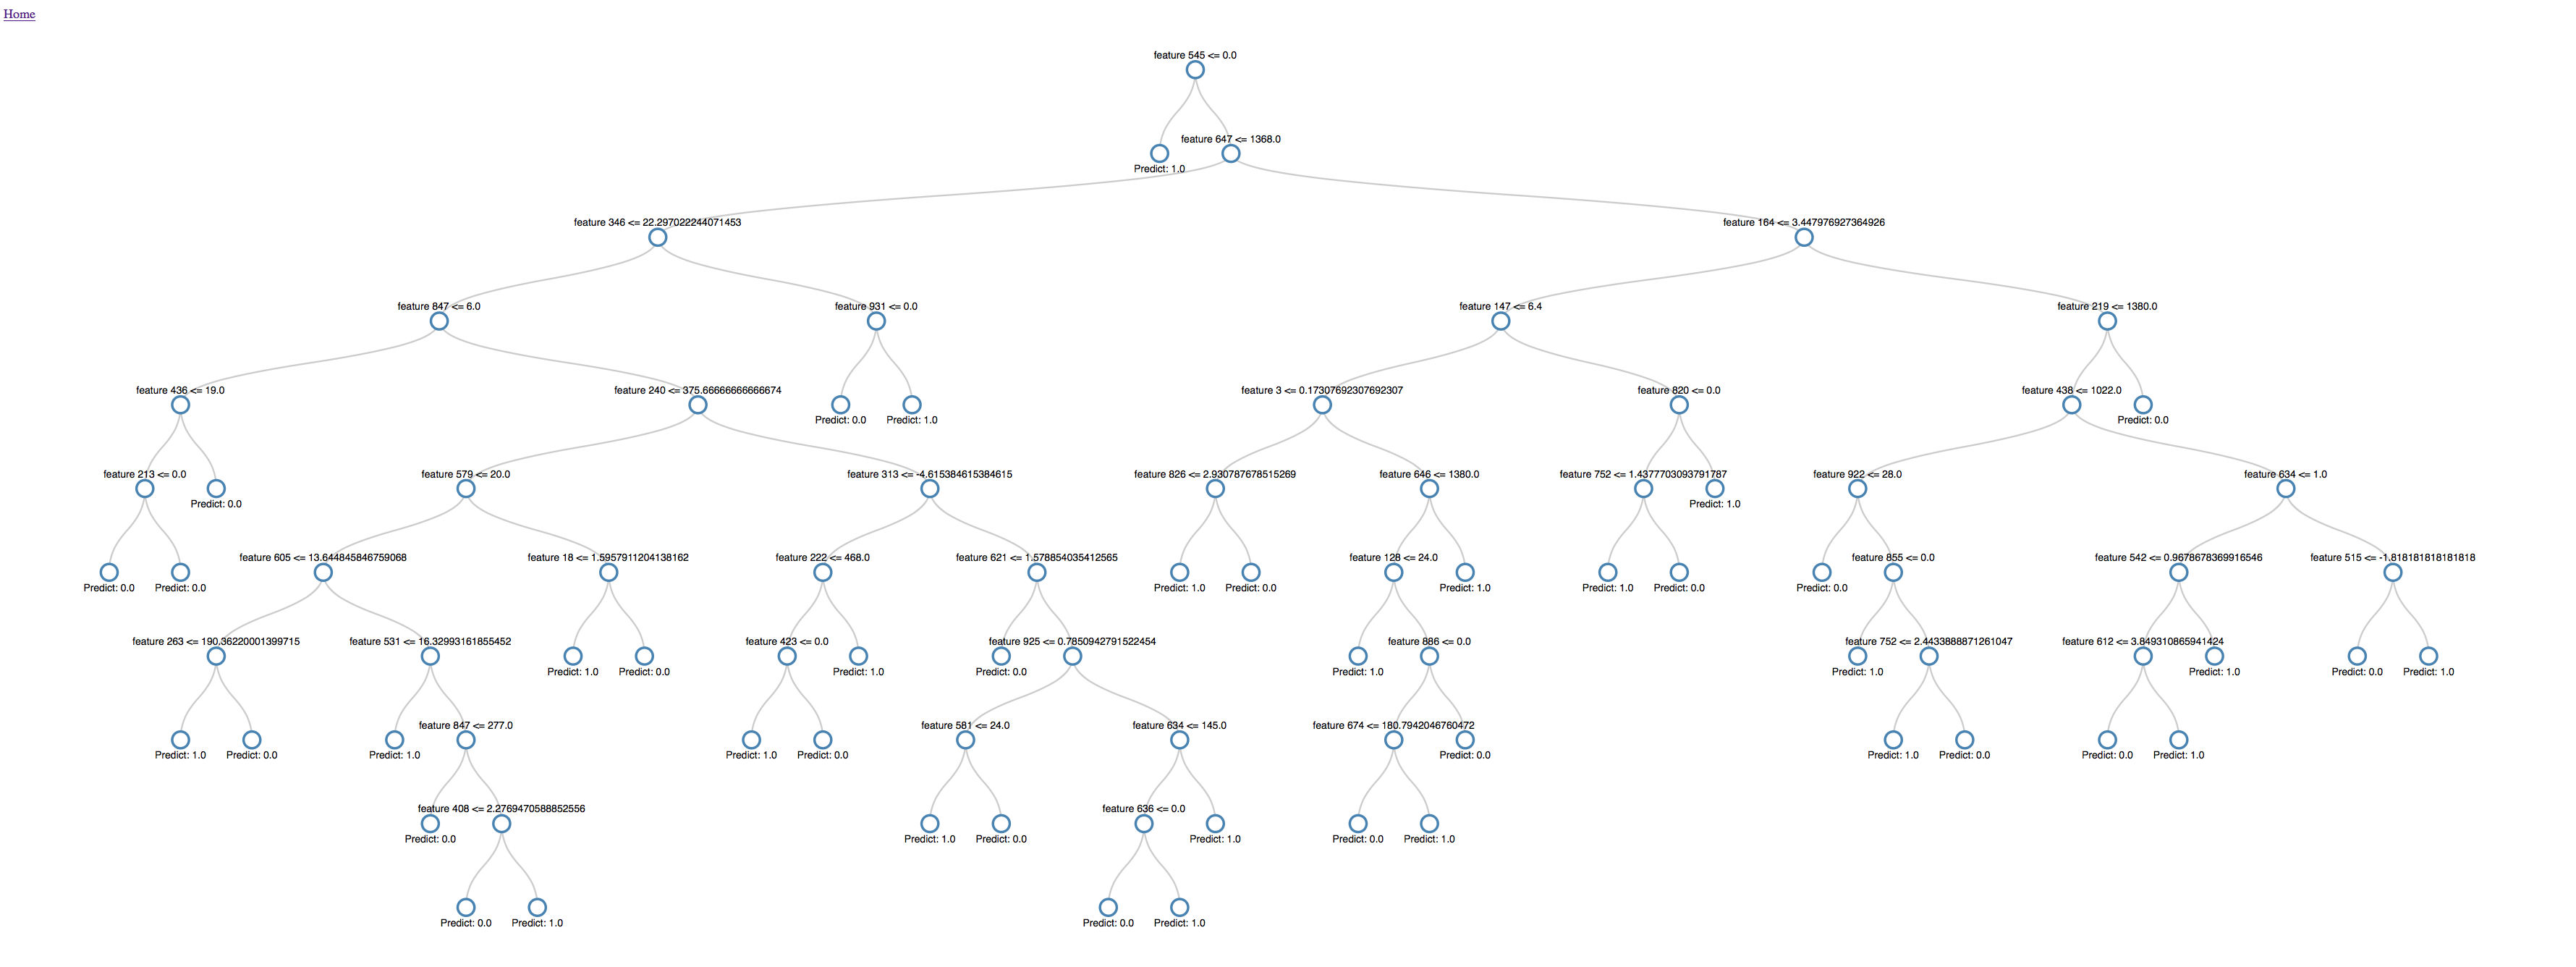 Home
feature 545 <= 0.0
feature 647 <= 1368.0
Predict: 1.0
feature 346 <= 22.297022244071453
feature 164 <= 3.447976927364926
feature 847 <= 6.0
feature 931 <= 0.0
feature 147 <= 6.4
feature 219 <= 1380.0
feature 436 <= 19.0
feature 240 <= 375.66666666666674
Predict: 0.0
Predict: 1.0
feature 3 <= 0.17307692307692307
feature 820 <= 0.0
feature 438 <= 1022.0
Predict: 0.0
feature 213 <= 0.0
Predict: 0.0
feature 579 <= 20.0
feature 313 <= -4.615384615384615
feature 826 <= 2.930787678515269
feature 646 <= 1380.0
feature 752 <= 1.4377703093791787
Predict: 1.0
feature 922 <= 28.0
feature 634 <= 1.0
Predict: 0.0
Predict: 0.0
feature 605 <= 13.644845846759068
feature 18 <= 1.5957911204138162
feature 222 <= 468.0
feature 621 <= 1.578854035412565
Predict: 1.0
Predict: 0.0
feature 128 <= 24.0
Predict: 1.0
Predict: 1.0
Predict: 0.0
Predict: 0.0
feature 855 <= 0.0
feature 542 <= 0.9678678369916546
feature 515 <= -1.818181818181818
feature 263 <= 190.36220001399715
feature 531 <= 16.32993161855452
Predict: 1.0
Predict: 0.0
feature 423 <= 0.0
Predict: 1.0
Predict: 0.0
feature 925 <= 0.7850942791522454
Predict: 1.0
feature 886 <= 0.0
Predict: 1.0
feature 752 <= 2.4433888871261047
feature 612 <= 3.849310865941424
Predict: 1.0
Predict: 0.0
Predict: 1.0
Predict: 1.0
Predict: 0.0
Predict: 1.0
feature 847 <= 277.0
Predict: 1.0
Predict: 0.0
feature 581 <= 24.0
feature 634 <= 145.0
feature 674 <= 180.7942046760472
Predict: 0.0
Predict: 1.0
Predict: 0.0
Predict: 0.0
Predict: 1.0
Predict: 0.0
feature 408 <= 2.2769470588852556
Predict: 1.0
Predict: 0.0
feature 636 <= 0.0
Predict: 1.0
Predict: 0.0
Predict: 1.0
Predict: 0.0
Predict: 1.0
Predict: 0.0
Predict: 1.0